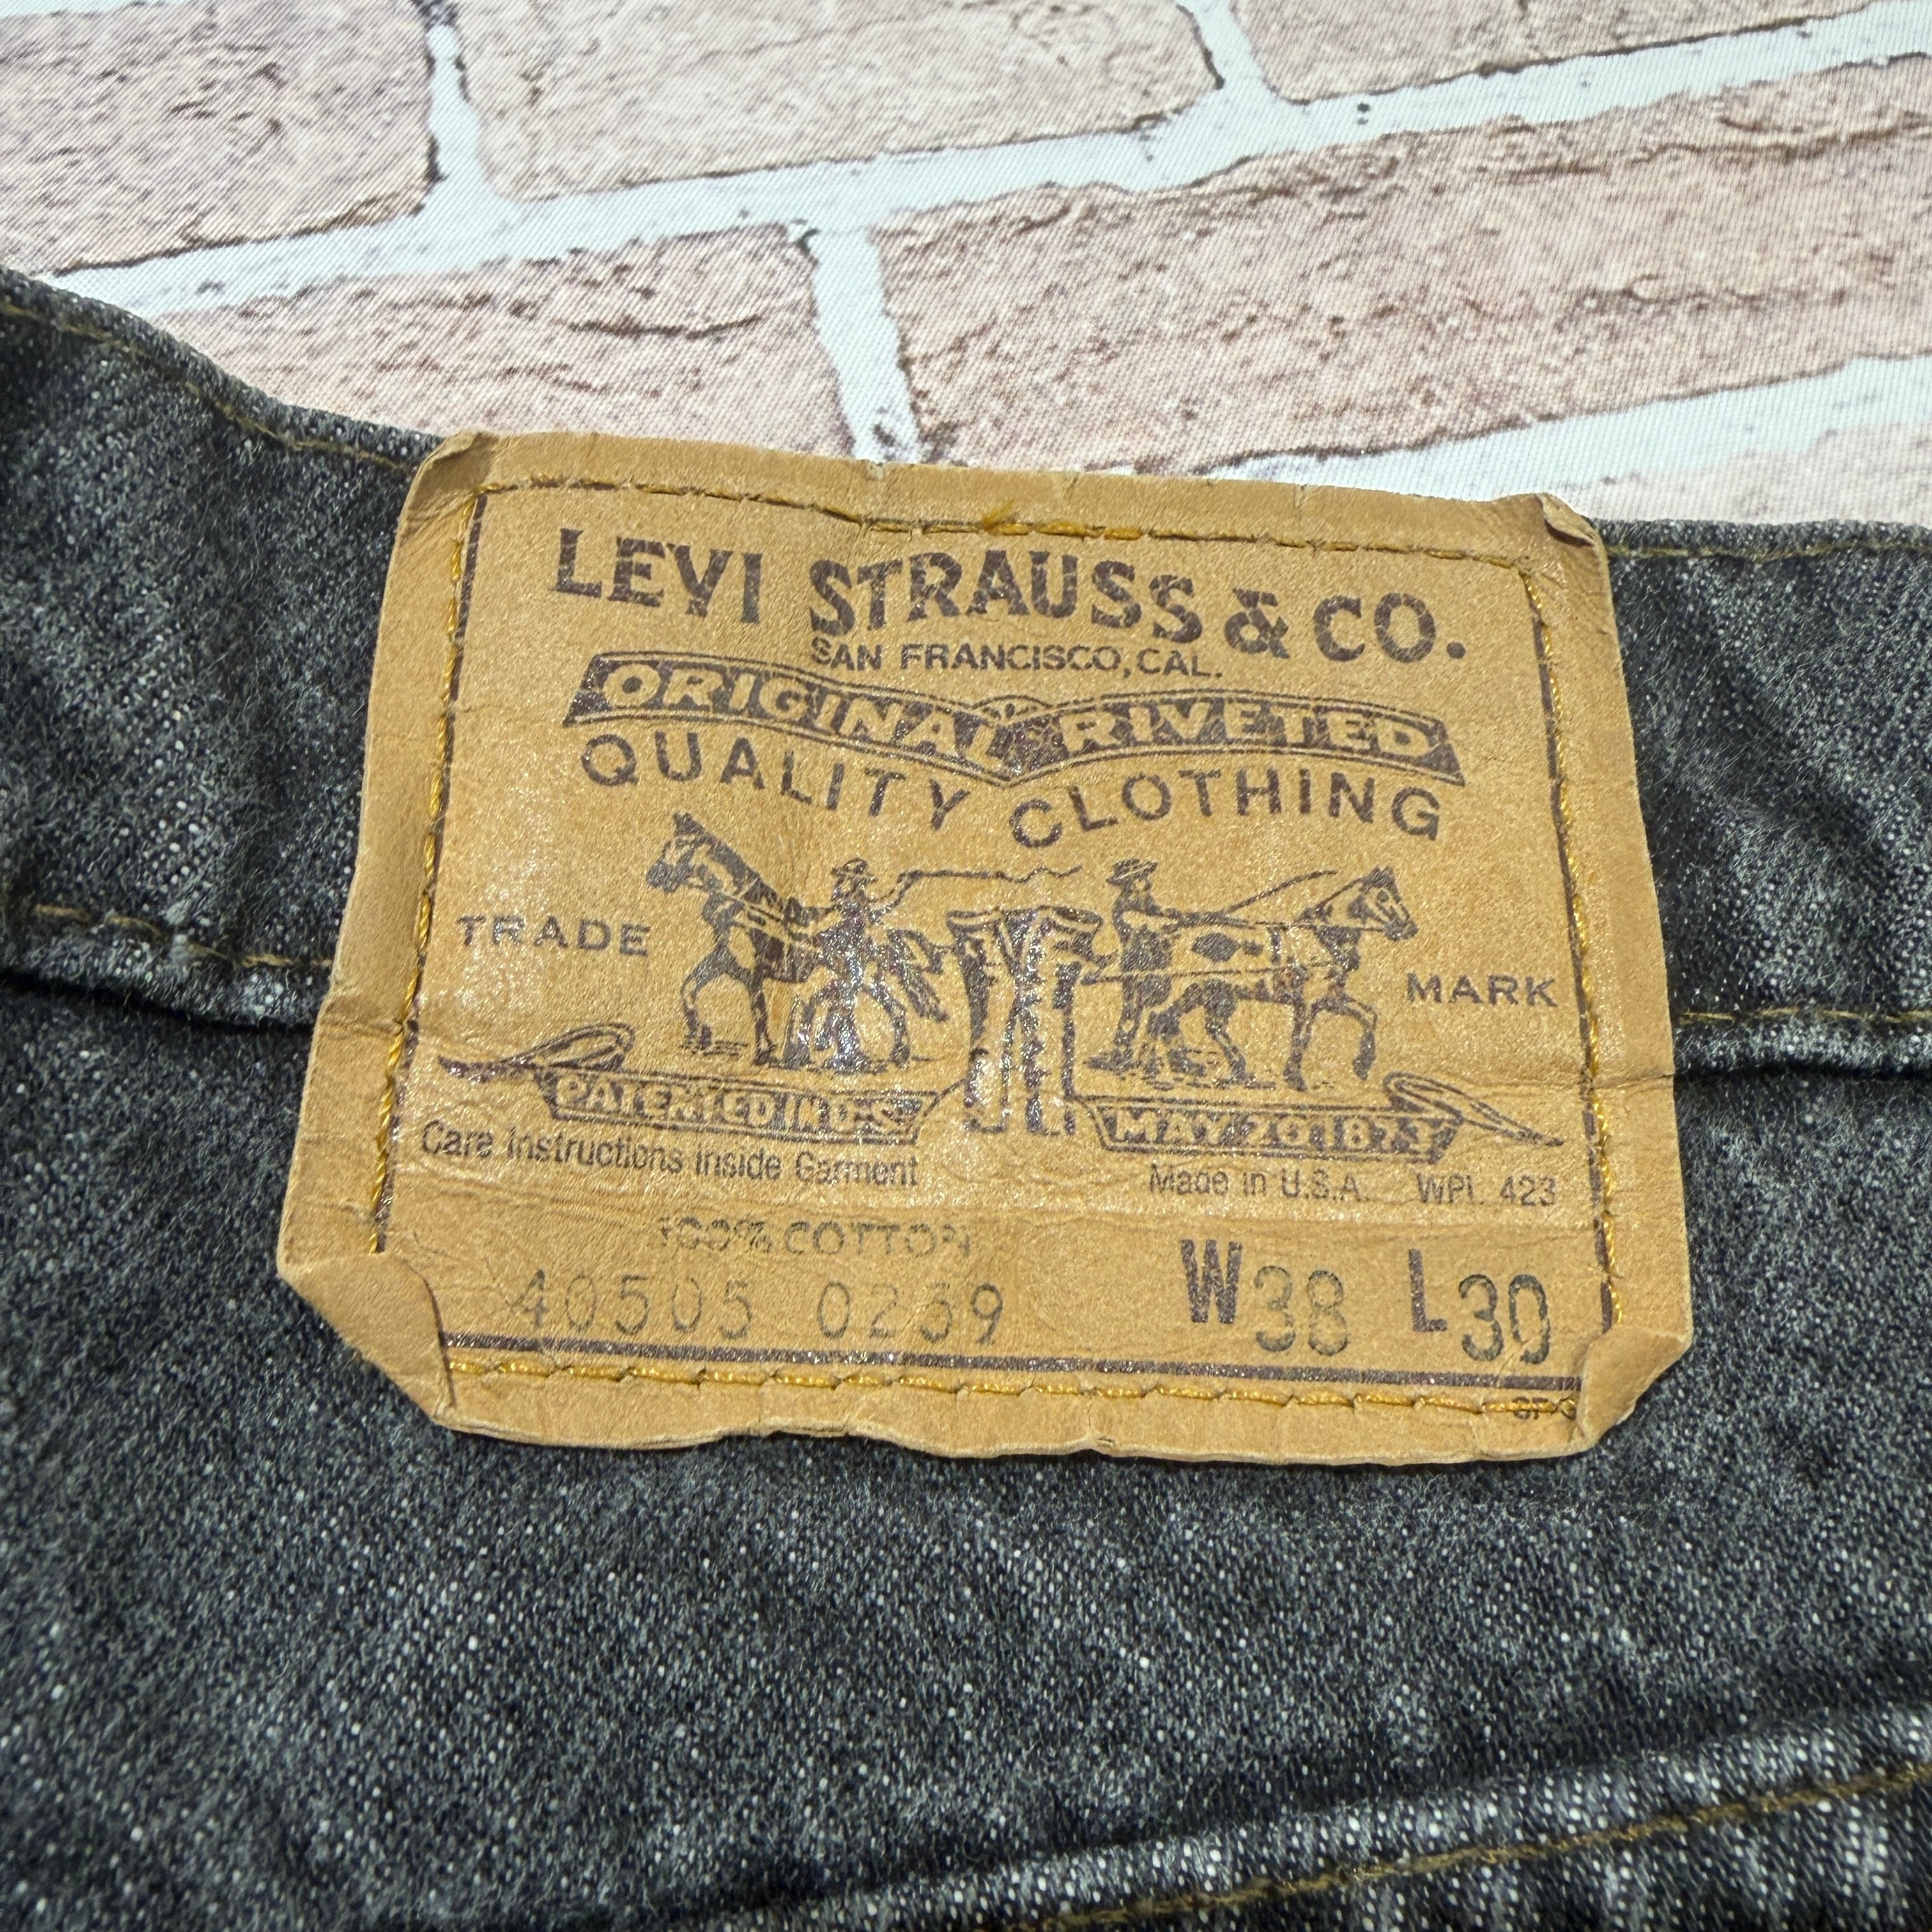 LEVI STRAUSS & CO.
SAN FRANCISCO, CAL.
ORIGINAL RIVETED
QUALITY CLOTHING
TRADE MARK
PATENTED IN U.S. MAY 20 1873
Care Instructions Inside Garment Made in U.S.A. WPL 423
100% COTTON
40505 0259 W38 L30